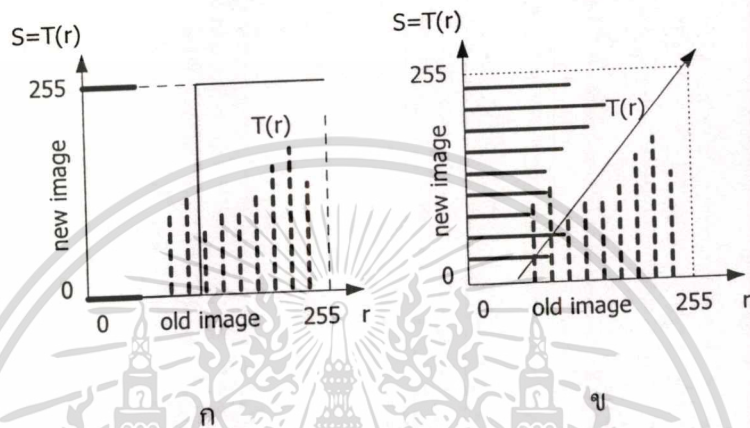 S=T(r)
255
T(r)
new image
0
0 old image 255 r
ก
S=T(r)
255
T(r)
new image
0
0 old image 255 r
ข